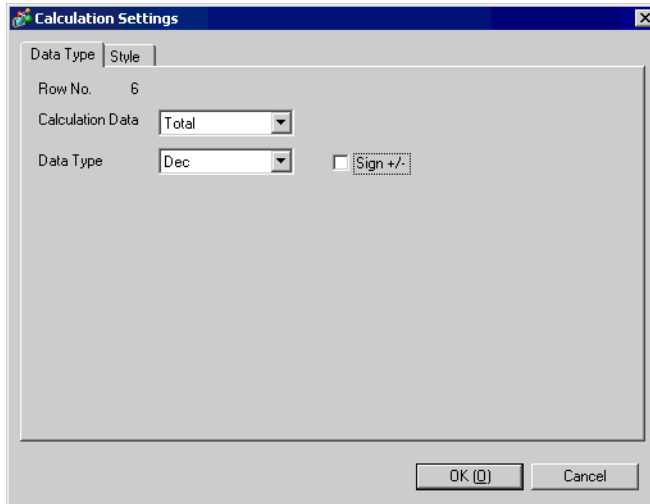 Calculation Settings
Data Type Style
Row No. 6
Calculation Data Total
Data Type Dec Sign +/-
OK (O) Cancel